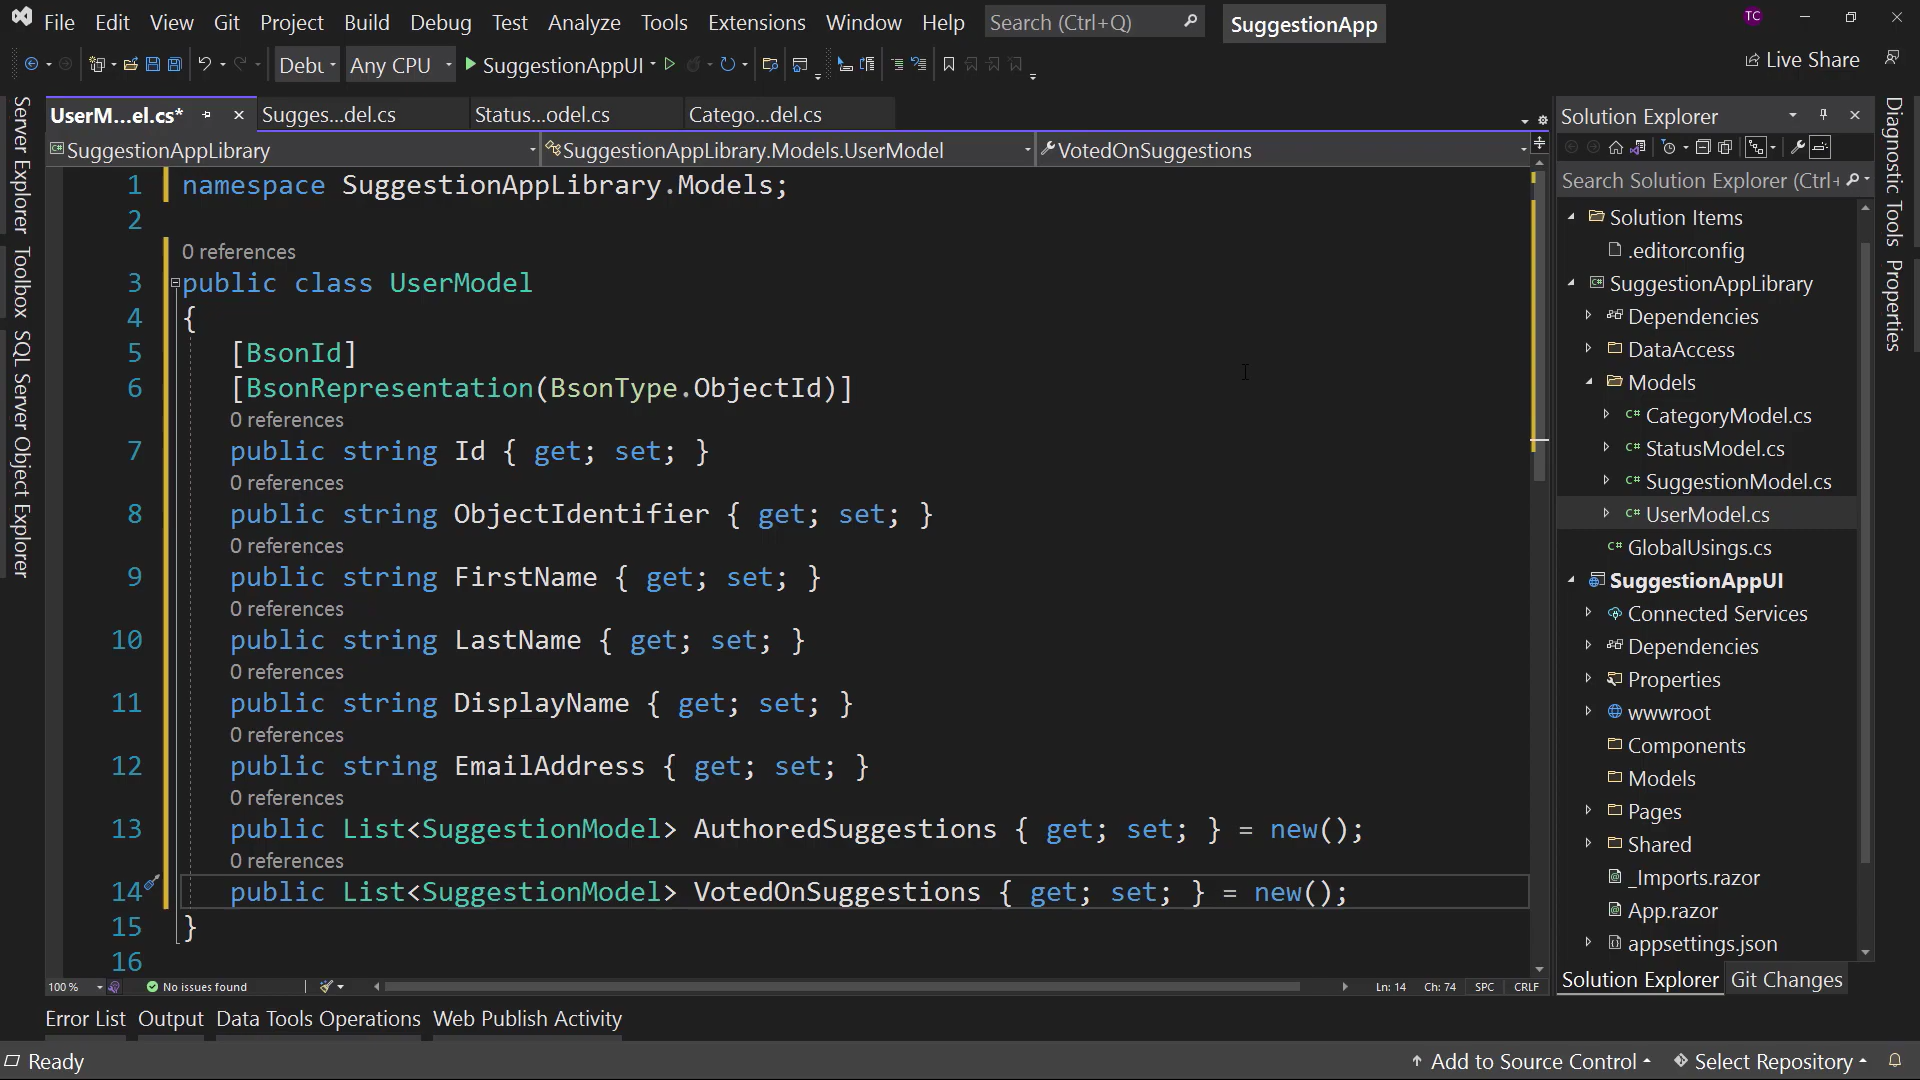 File Edit View Git Project Build Debug Test Analyze Tools Extensions Window Help Search (Ctrl+Q) SuggestionApp TC
Debu Any CPU SuggestionAppUI Live Share
UserM...el.cs* Sugges...del.cs Status...odel.cs Catego...del.cs
SuggestionAppLibrary SuggestionAppLibrary.Models.UserModel VotedOnSuggestions
1 namespace SuggestionAppLibrary.Models;
2
0 references
3 public class UserModel
4 {
5 [BsonId]
6 [BsonRepresentation(BsonType.ObjectId)]
0 references
7 public string Id { get; set; }
0 references
8 public string ObjectIdentifier { get; set; }
0 references
9 public string FirstName { get; set; }
0 references
10 public string LastName { get; set; }
0 references
11 public string DisplayName { get; set; }
0 references
12 public string EmailAddress { get; set; }
0 references
13 public List<SuggestionModel> AuthoredSuggestions { get; set; } = new();
0 references
14 public List<SuggestionModel> VotedOnSuggestions { get; set; } = new();
15 }
16
100 % No issues found Ln: 14 Ch: 74 SPC CRLF
Server Explorer
Toolbox
SQL Server Object Explorer
Solution Explorer
Search Solution Explorer (Ctrl+
Solution Items
.editorconfig
SuggestionAppLibrary
Dependencies
DataAccess
Models
C# CategoryModel.cs
C# StatusModel.cs
C# SuggestionModel.cs
C# UserModel.cs
C# GlobalUsings.cs
SuggestionAppUI
Connected Services
Dependencies
Properties
wwwroot
Components
Models
Pages
Shared
_Imports.razor
App.razor
appsettings.json
Solution Explorer Git Changes
Diagnostic Tools
Properties
Error List Output Data Tools Operations Web Publish Activity
Ready Add to Source Control Select Repository